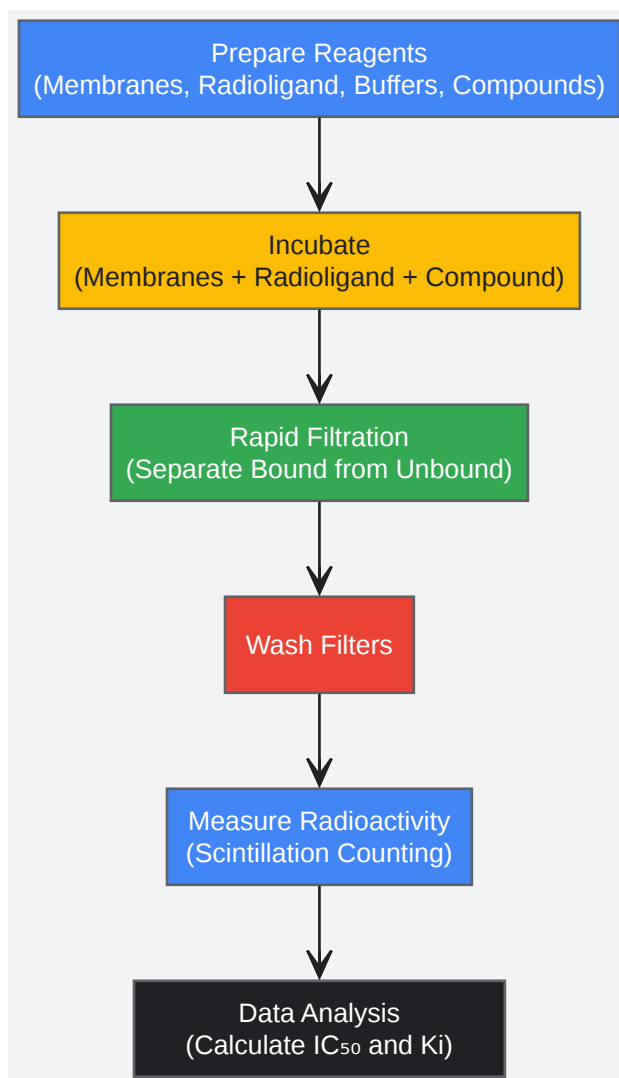 Prepare Reagents
(Membranes, Radioligand, Buffers, Compounds)
Incubate
(Membranes + Radioligand + Compound)
Rapid Filtration
(Separate Bound from Unbound)
Wash Filters
Measure Radioactivity
(Scintillation Counting)
Data Analysis
(Calculate IC₅₀ and Ki)